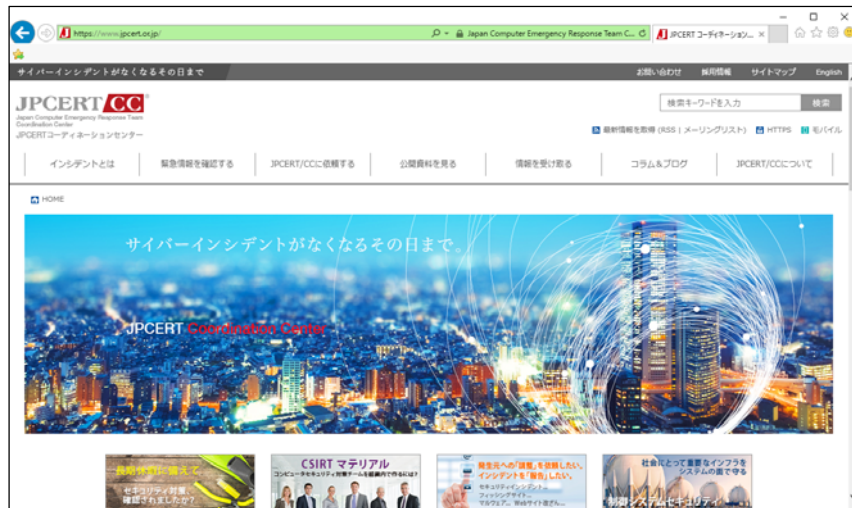 https://www.jpcert.or.jp/
Japan Computer Emergency Response Team C...
JPCERT コーディネーション...
サイバーインシデントがなくなるその日まで
お問い合わせ 採用情報 サイトマップ English
JPCERT CC®
Japan Computer Emergency Response Team
Coordination Center
JPCERTコーディネーションセンター
検索キーワードを入力 検索
最新情報を取得 (RSS | メーリングリスト) HTTPS モバイル
インシデントとは 緊急情報を確認する JPCERT/CCに依頼する 公開資料を見る 情報を受け取る コラム&ブログ JPCERT/CCについて
HOME
サイバーインシデントがなくなるその日まで。
JPCERT Coordination Center
長期休暇に備えて
セキュリティ対策、
確認されましたか?
CSIRT マテリアル
コンピュータセキュリティ対策チームを組織内で作るには?
発生元への「調整」を依頼したい。
インシデントを「報告」したい。
セキュリティインシデント…
フィッシングサイト…
マルウェア… Webサイト改ざん…
社会にとって重要なインフラを
システムの面で守る
制御システムセキュリティ